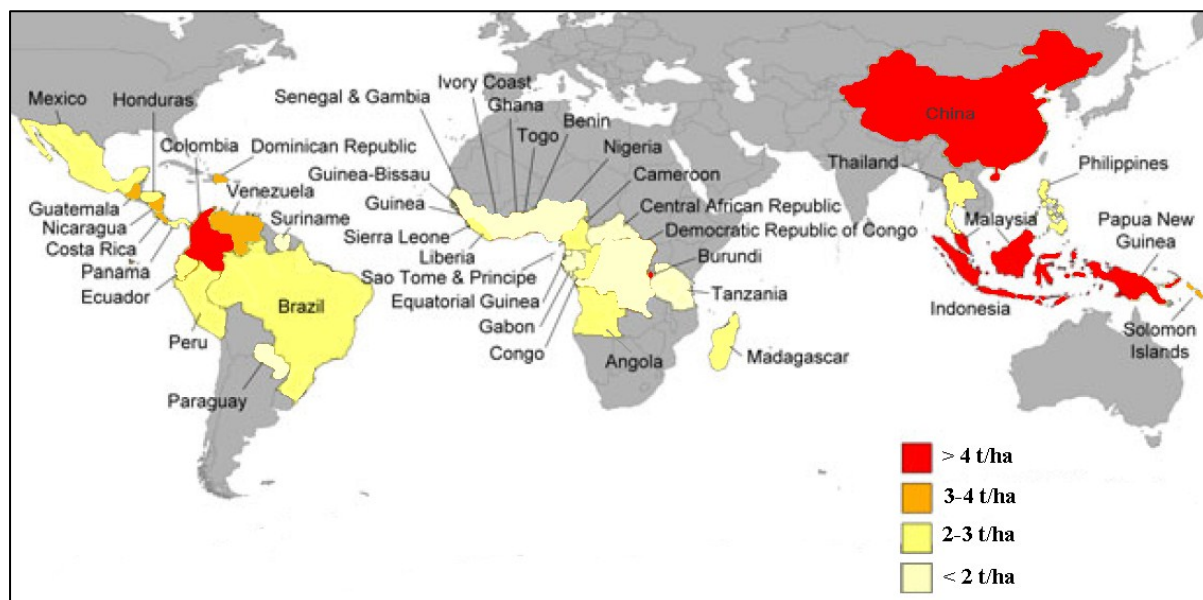 Mexico
Honduras
Colombia
Dominican Republic
Venezuela
Suriname
Guatemala
Nicaragua
Costa Rica
Panama
Ecuador
Peru
Brazil
Paraguay
Senegal & Gambia
Ivory Coast
Ghana
Togo
Benin
Nigeria
Cameroon
Guinea-Bissau
Guinea
Sierra Leone
Liberia
Sao Tome & Principe
Equatorial Guinea
Gabon
Congo
Central African Republic
Democratic Republic of Congo
Burundi
Tanzania
Angola
Madagascar
China
Thailand
Philippines
Malaysia
Papua New
Guinea
Indonesia
Solomon
Islands
> 4 t/ha
3-4 t/ha
2-3 t/ha
< 2 t/ha